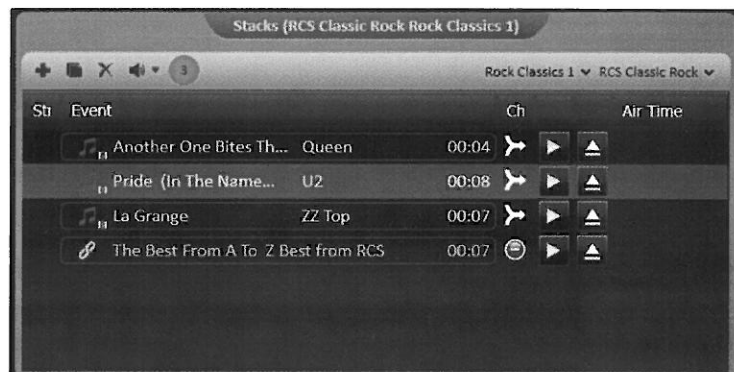 Stacks (RCS Classic Rock Rock Classics 1)
3 Rock Classics 1 RCS Classic Rock
Sti Event Ch Air Time
Another One Bites Th... Queen 00:04
Pride (In The Name... U2 00:08
La Grange ZZ Top 00:07
The Best From A To Z Best from RCS 00:07